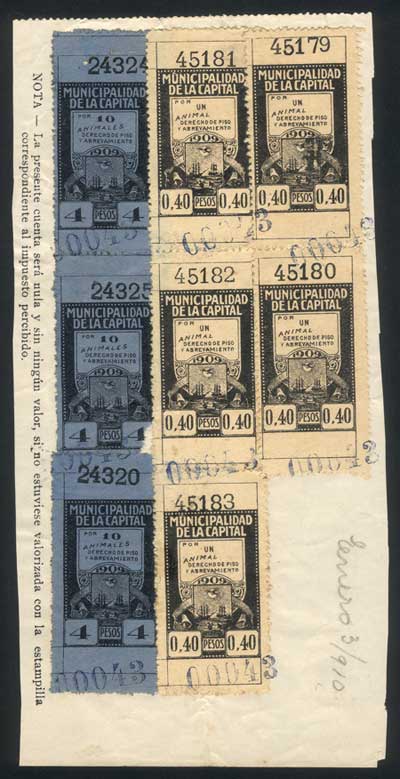 NOTA — La presente cuenta será nula y sin ningún valor, si no estuviese valorizada con la estampilla
correspondiente al impuesto percibido.
24324
MUNICIPALIDAD
DE LA CAPITAL
POR
10
ANIMALES
DERECHO DE PISO
Y ABREVAMIENTO
1909
4 PESOS 4
00043
45181
MUNICIPALIDAD
DE LA CAPITAL
POR
UN
ANIMAL
DERECHO DE PISO
Y ABREVAMIENTO
1909
0,40 PESOS 0,40
00043
45179
MUNICIPALIDAD
DE LA CAPITAL
POR
UN
ANIMAL
DERECHO DE PISO
Y ABREVAMIENTO
1909
0,40 PESOS 0,40
00043
24325
MUNICIPALIDAD
DE LA CAPITAL
POR
10
ANIMALES
DERECHO DE PISO
Y ABREVAMIENTO
1909
4 PESOS 4
00043
45182
MUNICIPALIDAD
DE LA CAPITAL
POR
UN
ANIMAL
DERECHO DE PISO
Y ABREVAMIENTO
1909
0,40 PESOS 0,40
00043
45180
MUNICIPALIDAD
DE LA CAPITAL
POR
UN
ANIMAL
DERECHO DE PISO
Y ABREVAMIENTO
1909
0,40 PESOS 0,40
00043
24320
MUNICIPALIDAD
DE LA CAPITAL
POR
10
ANIMALES
DERECHO DE PISO
Y ABREVAMIENTO
1909
4 PESOS 4
00043
45183
MUNICIPALIDAD
DE LA CAPITAL
POR
UN
ANIMAL
DERECHO DE PISO
Y ABREVAMIENTO
1909
0,40 PESOS 0,40
00043
Enero 3/910